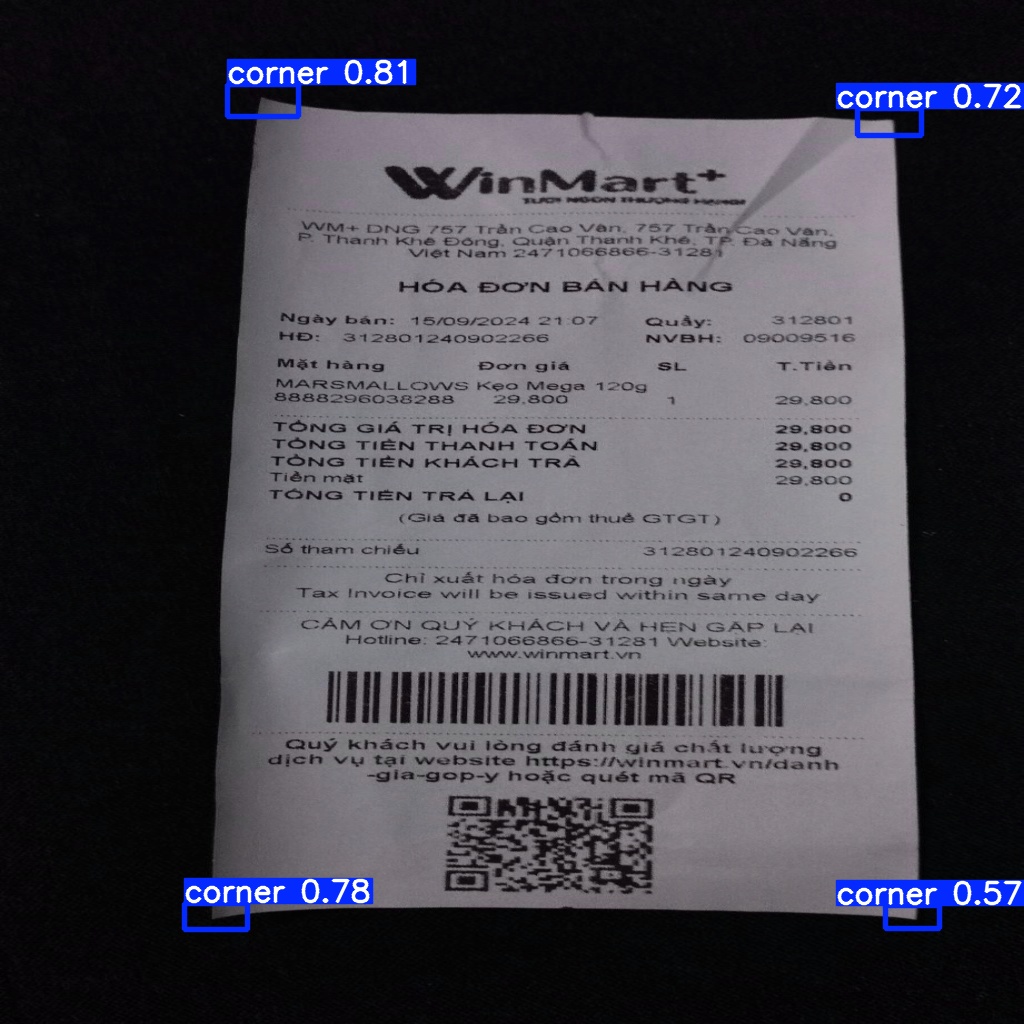 corner 0.81
corner 0.72
WinMart+
TƯƠI NGON THƯỢNG HẠNG
WM+ DNG 757 Trần Cao Vân, 757 Trần Cao Vân,
P. Thanh Khê Đông, Quận Thanh Khê, TP. Đà Nẵng
Việt Nam 2471066866-31281
HÓA ĐƠN BÁN HÀNG
Ngày bán: 15/09/2024 21:07 Quầy: 312801
HĐ: 312801240902266 NVBH: 09009516
Mặt hàng Đơn giá SL T.Tiền
MARSMALLOWS Kẹo Mega 120g
8888296038288 29,800 1 29,800
TỔNG GIÁ TRỊ HÓA ĐƠN 29,800
TỔNG TIỀN THANH TOÁN 29,800
TỔNG TIỀN KHÁCH TRẢ 29,800
Tiền mặt 29,800
TỔNG TIỀN TRẢ LẠI 0
(Giá đã bao gồm thuế GTGT)
Số tham chiếu 312801240902266
Chỉ xuất hóa đơn trong ngày
Tax Invoice will be issued within same day
CẢM ƠN QUÝ KHÁCH VÀ HẸN GẶP LẠI
Hotline: 2471066866-31281 Website:
www.winmart.vn
Quý khách vui lòng đánh giá chất lượng
dịch vụ tại website https://winmart.vn/danh
-gia-gop-y hoặc quét mã QR
corner 0.78
corner 0.57